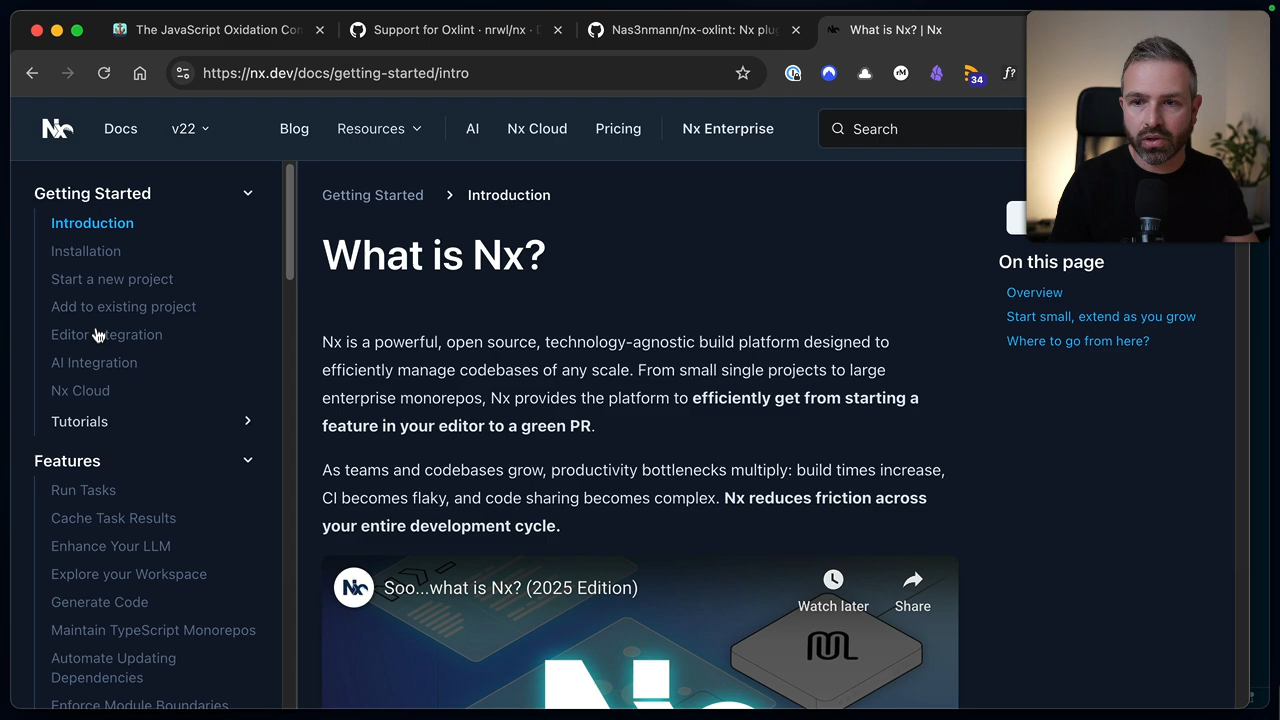 The JavaScript Oxidation Con
Support for Oxlint · nrwl/nx ·
Nas3nmann/nx-oxlint: Nx plug
What is Nx? | Nx
https://nx.dev/docs/getting-started/intro
34
Nx
Docs
v22
Blog
Resources
AI
Nx Cloud
Pricing
Nx Enterprise
Search
Getting Started
Introduction
Installation
Start a new project
Add to existing project
Editor Integration
AI Integration
Nx Cloud
Tutorials
Features
Run Tasks
Cache Task Results
Enhance Your LLM
Explore your Workspace
Generate Code
Maintain TypeScript Monorepos
Automate Updating
Dependencies
Enforce Module Boundaries
Getting Started > Introduction
What is Nx?
Nx is a powerful, open source, technology-agnostic build platform designed to
efficiently manage codebases of any scale. From small single projects to large
enterprise monorepos, Nx provides the platform to efficiently get from starting a
feature in your editor to a green PR.
As teams and codebases grow, productivity bottlenecks multiply: build times increase,
CI becomes flaky, and code sharing becomes complex. Nx reduces friction across
your entire development cycle.
Nx
Soo...what is Nx? (2025 Edition)
Watch later
Share
Nx
On this page
Overview
Start small, extend as you grow
Where to go from here?